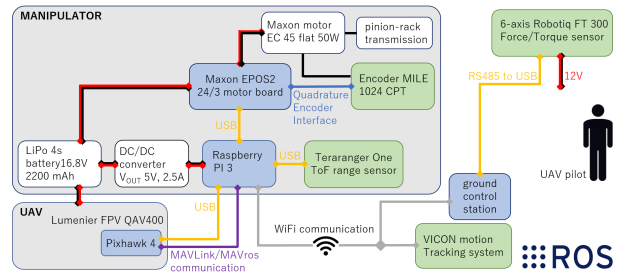 MANIPULATOR
Maxon motor
EC 45 flat 50W
pinion-rack
transmission
6-axis Robotiq FT 300
Force/Torque sensor
Maxon EPOS2
24/3 motor board
Encoder MILE
1024 CPT
Quadrature
Encoder
Interface
RS485 to USB
12V
USB
LiPo 4s
battery16.8V
2200 mAh
DC/DC
converter
VOUT 5V, 2.5A
Raspberry
PI 3
USB
Teraranger One
ToF range sensor
UAV pilot
UAV
Lumenier FPV QAV400
Pixhawk 4
USB
MAVLink/MAVros
communication
WiFi communication
ground
control
station
VICON motion
Tracking system
ROS